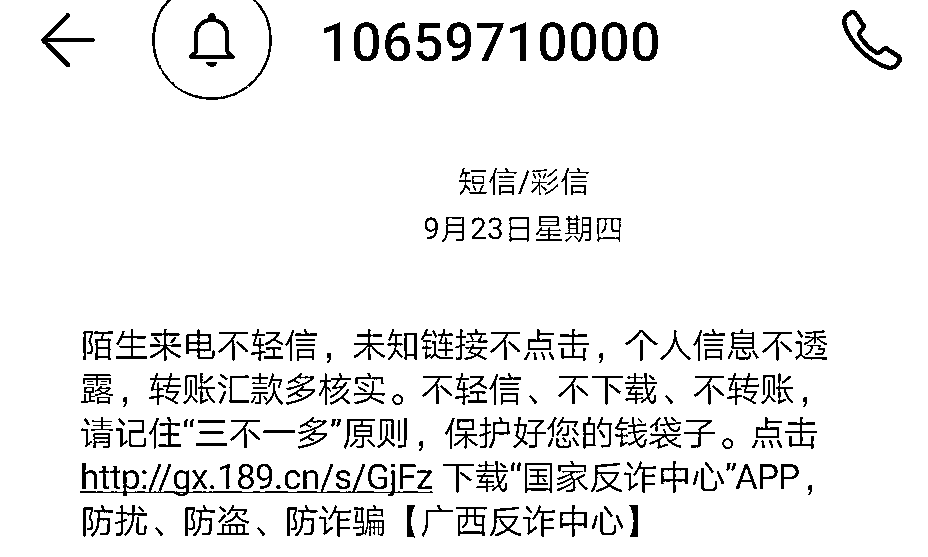 10659710000
短信/彩信
9月23日星期四
陌生来电不轻信，未知链接不点击，个人信息不透
露，转账汇款多核实。不轻信、不下载、不转账，
请记住“三不一多”原则，保护好您的钱袋子。点击
http://gx.189.cn/s/GjFz 下载“国家反诈中心”APP，
防扰、防盗、防诈骗【广西反诈中心】